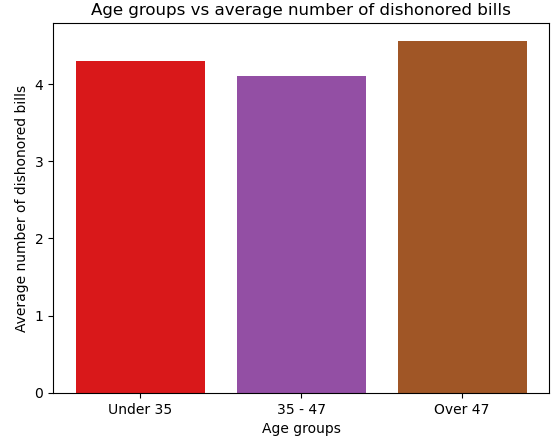 Age groups vs average number of dishonored bills
Average number of dishonored bills
4
3
2
1
0
Under 35
35 - 47
Over 47
Age groups